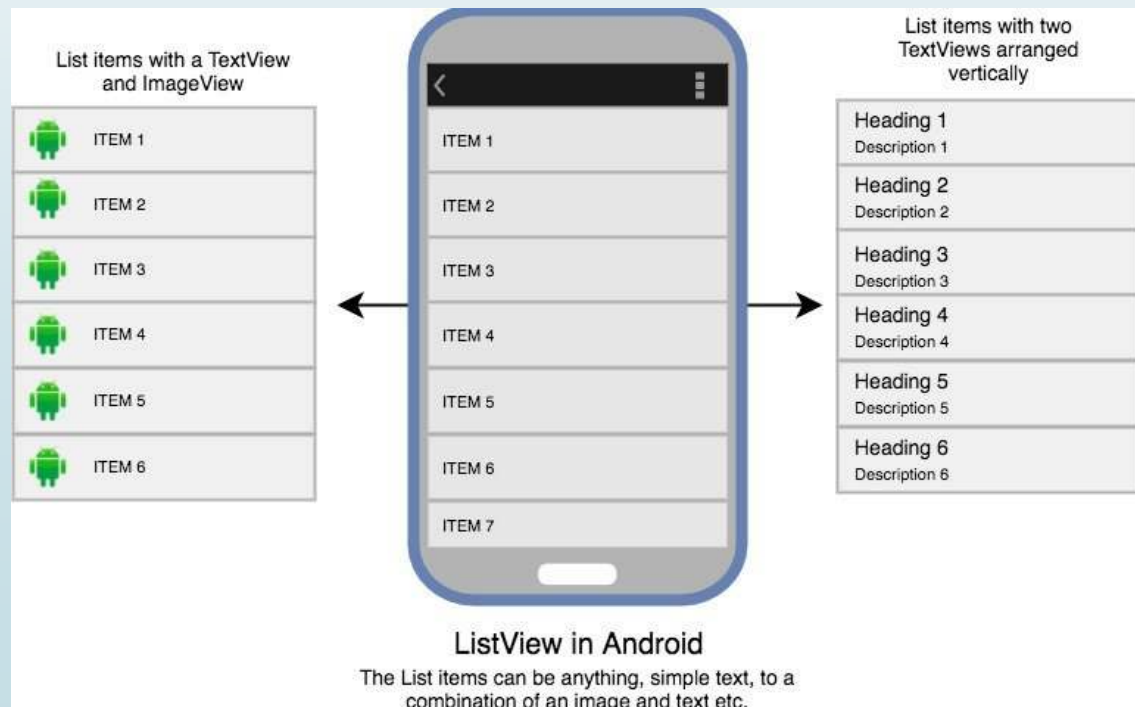 List items with a TextView
and ImageView
ITEM 1
ITEM 2
ITEM 3
ITEM 4
ITEM 5
ITEM 6
ITEM 1
ITEM 2
ITEM 3
ITEM 4
ITEM 5
ITEM 6
ITEM 7
List items with two
TextViews arranged
vertically
Heading 1
Description 1
Heading 2
Description 2
Heading 3
Description 3
Heading 4
Description 4
Heading 5
Description 5
Heading 6
Description 6
ListView in Android
The List items can be anything, simple text, to a
combination of an image and text etc.